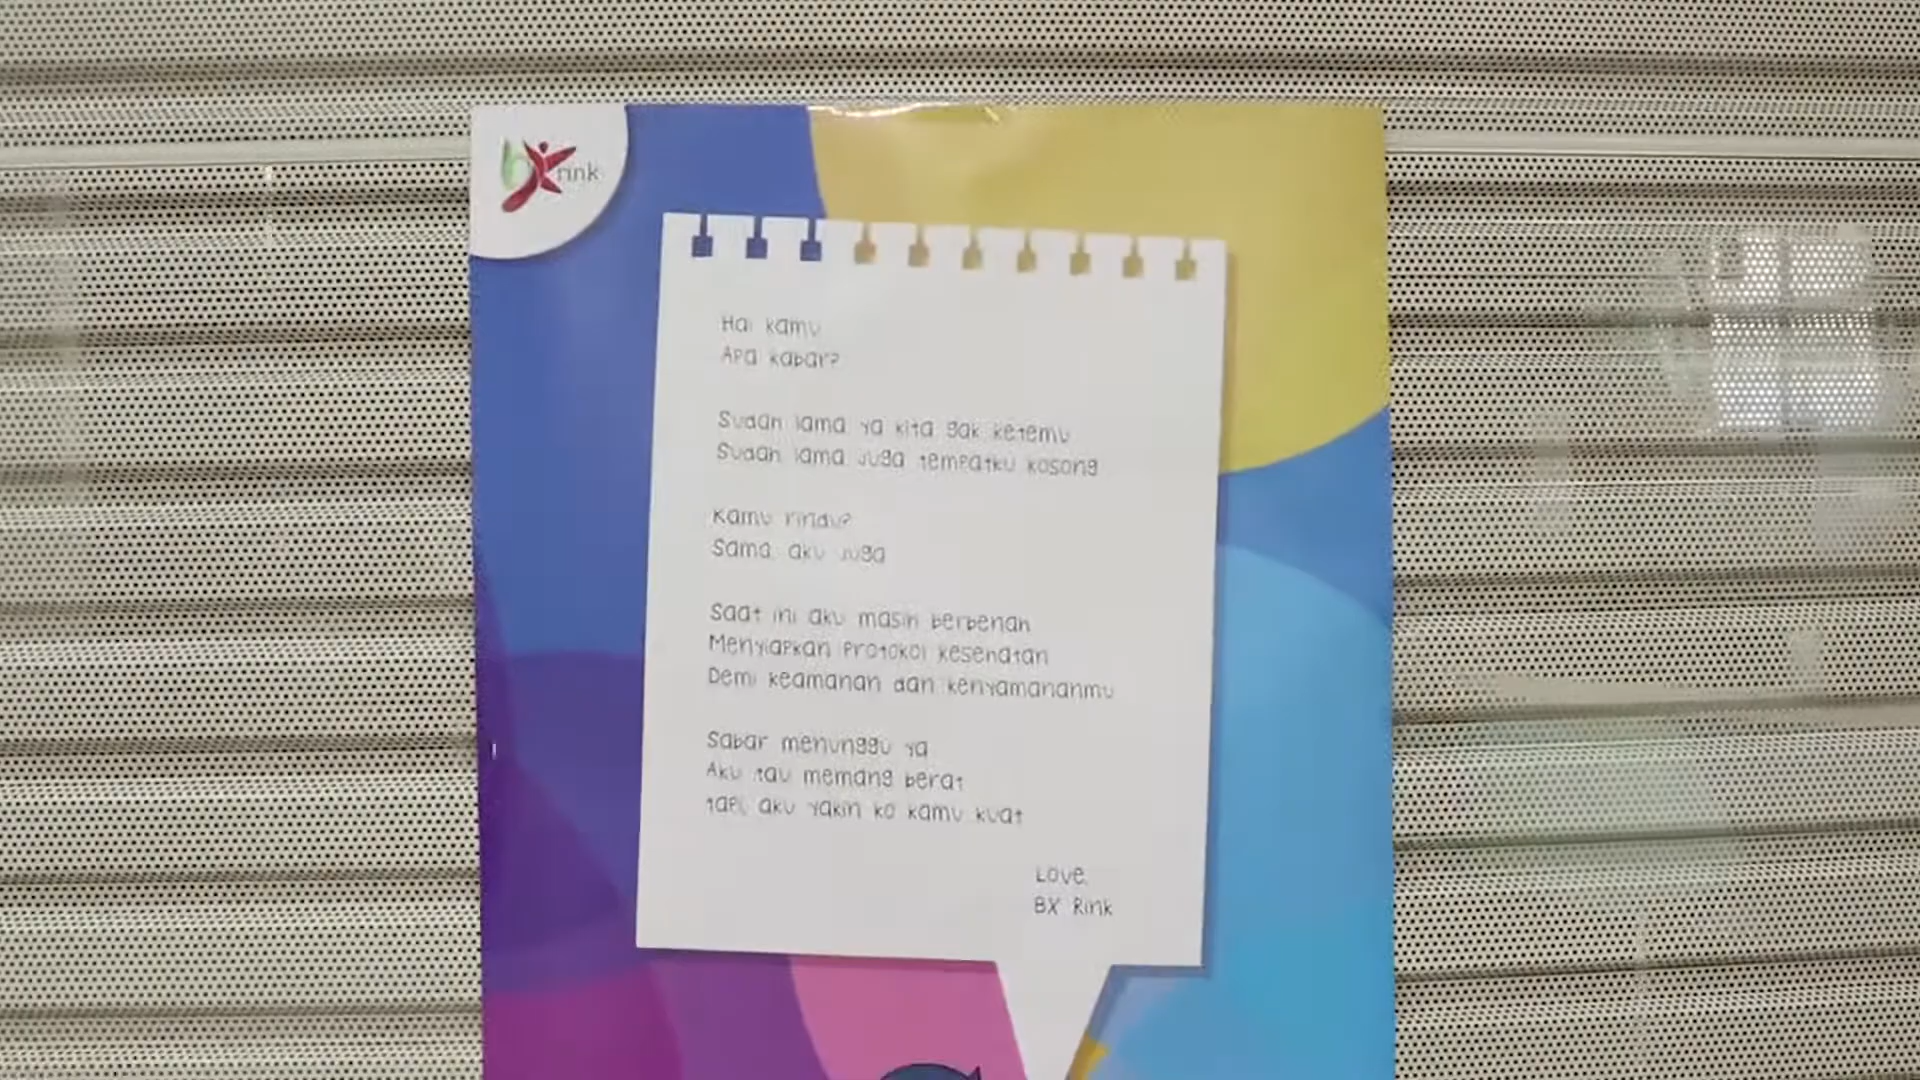 bx rink
Hai kamu
Apa kabar?
Sudah lama ya kita gak ketemu
Sudah lama juga tempatku kosong
Kamu rindu?
Sama, aku juga
Saat ini aku masih berbenah
Menyiapkan protokol kesehatan
Demi keamanan dan kenyamananmu
Sabar menunggu ya
Aku tau memang berat
tapi, aku yakin ko kamu kuat
Love,
BX Rink